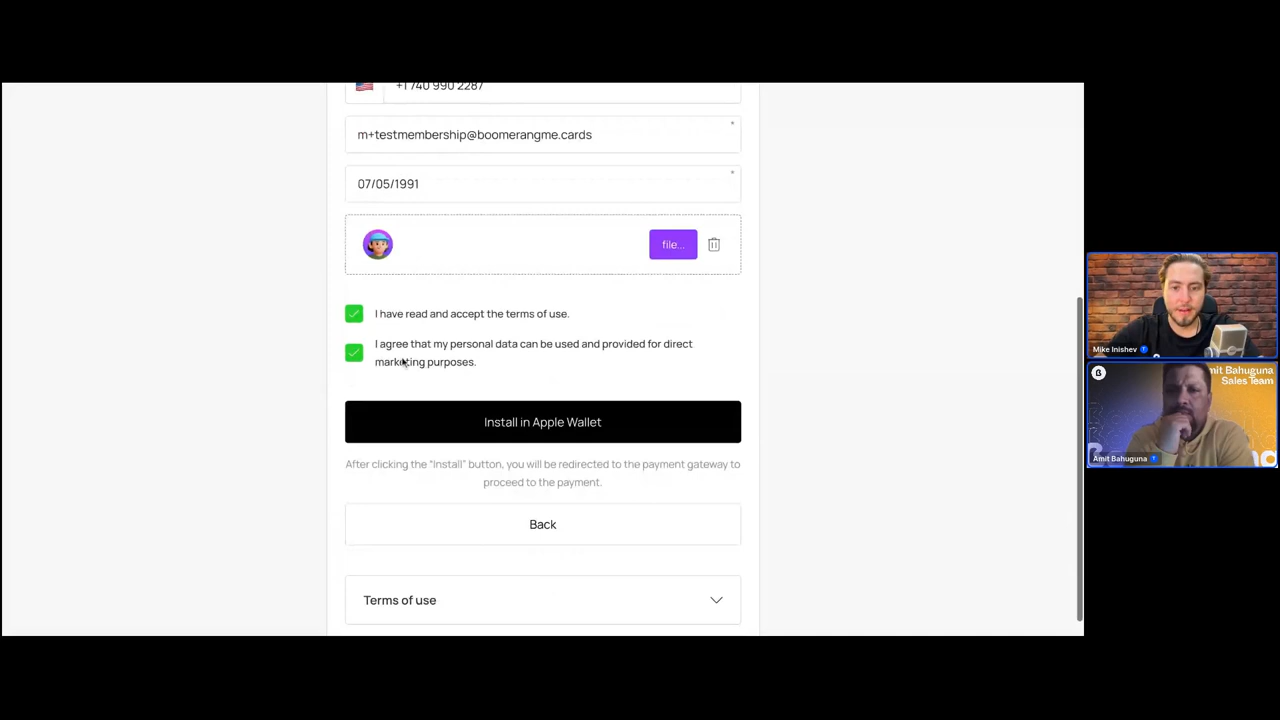 +1 740 990 2287
m+testmembership@boomerangme.cards
*
07/05/1991
*
file...
I have read and accept the terms of use.
I agree that my personal data can be used and provided for direct
marketing purposes.
Install in Apple Wallet
After clicking the "Install" button, you will be redirected to the payment gateway to
proceed to the payment.
Back
Terms of use
Mike Inishev
mit Bahuguna
Sales Team
Amit Bahuguna